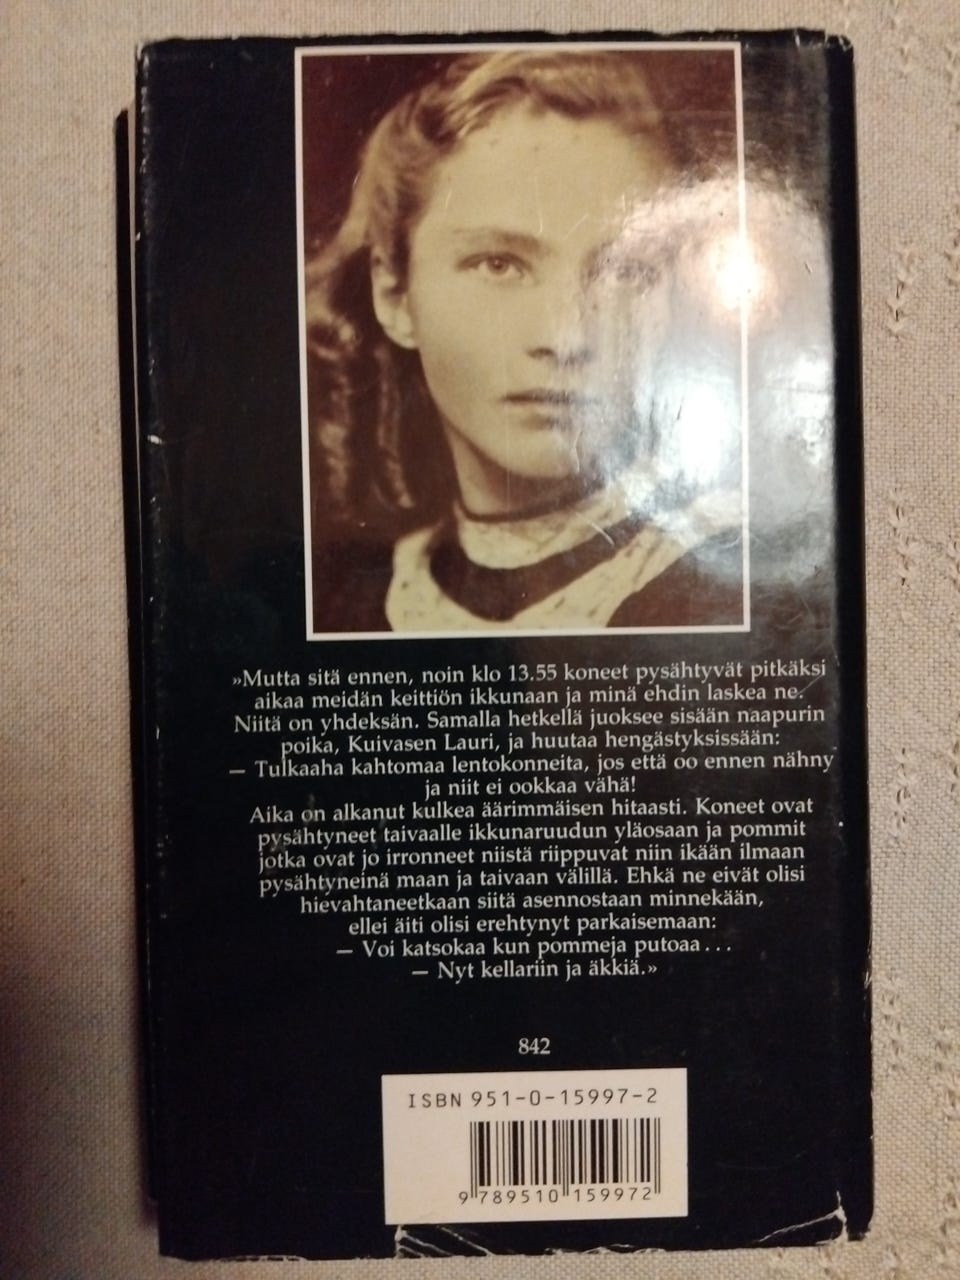 »Mutta sitä ennen, noin klo 13.55 koneet pysähtyvät pitkäksi
aikaa meidän keittiön ikkunaan ja minä ehdin laskea ne.
Niitä on yhdeksän. Samalla hetkellä juoksee sisään naapurin
poika, Kuivasen Lauri, ja huutaa hengästyksissään:
— Tulkaaha kahtomaa lentokonneita, jos että oo ennen nähny
ja niit ei ookkaa vähä!
Aika on alkanut kulkea äärimmäisen hitaasti. Koneet ovat
pysähtyneet taivaalle ikkunaruudun yläosaan ja pommit
jotka ovat jo irronneet niistä riippuvat niin ikään ilmaan
pysähtyneinä maan ja taivaan välillä. Ehkä ne eivät olisi
hievahtaneetkaan siitä asennostaan minnekään,
ellei äiti olisi erehtynyt parkaisemaan:
— Voi katsokaa kun pommeja putoaa...
— Nyt kellariin ja äkkiä.»
842
ISBN 951-0-15997-2
9 789510 159972